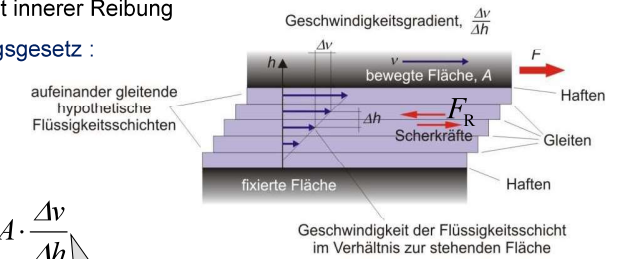 t innerer Reibung
gsgesetz :
Geschwindigkeitsgradient, Δv/Δh
Δv
h
v
bewegte Fläche, A
F
aufeinander gleitende
hypothetische
Flüssigkeitsschichten
Haften
Δh
F_R
Scherkräfte
Gleiten
fixierte Fläche
Haften
A · Δv/Δh
Geschwindigkeit der Flüssigkeitsschicht
im Verhältnis zur stehenden Fläche